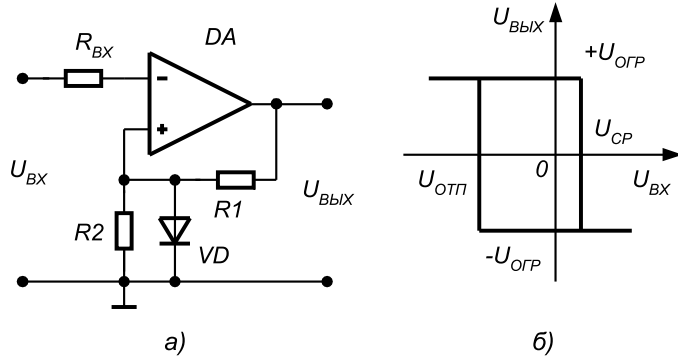 DA
R_ВХ
−
+
U_ВХ
R1
U_ВЫХ
R2
VD
а)
U_ВЫХ
+U_ОГР
U_СР
0
U_ОТП
U_ВХ
-U_ОГР
б)